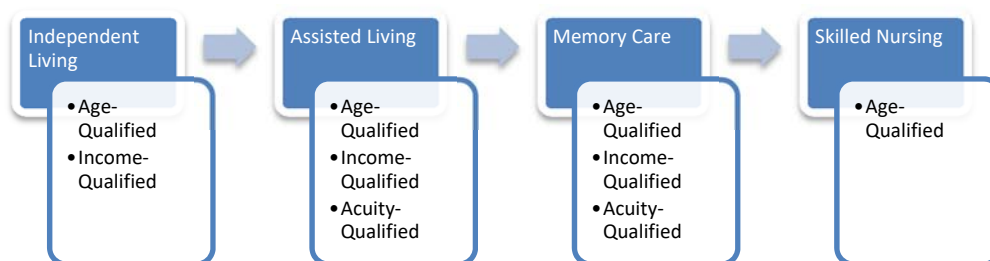 Independent
Living
•Age-
Qualified
•Income-
Qualified
Assisted Living
•Age-
Qualified
•Income-
Qualified
•Acuity-
Qualified
Memory Care
•Age-
Qualified
•Income-
Qualified
•Acuity-
Qualified
Skilled Nursing
•Age-
Qualified